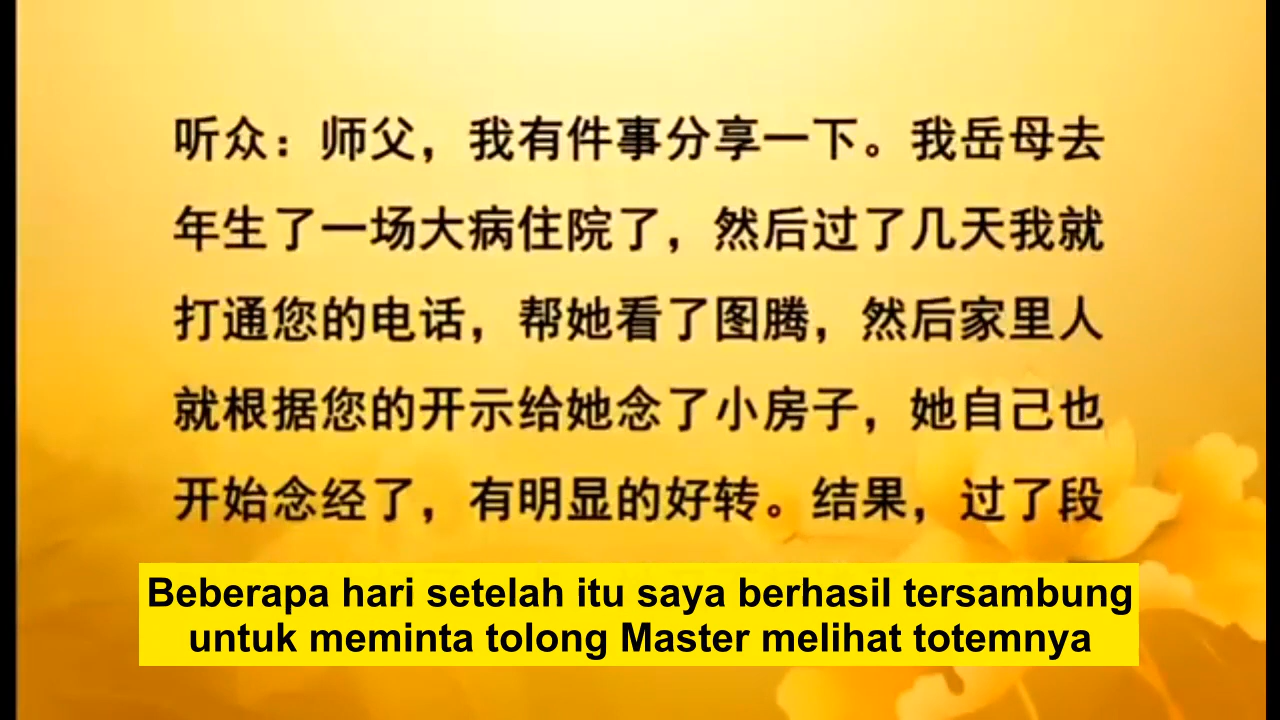 听众：师父，我有件事分享一下。我岳母去
年生了一场大病住院了，然后过了几天我就
打通您的电话，帮她看了图腾，然后家里人
就根据您的开示给她念了小房子，她自己也
开始念经了，有明显的好转。结果，过了段
Beberapa hari setelah itu saya berhasil tersambung
untuk meminta tolong Master melihat totemnya